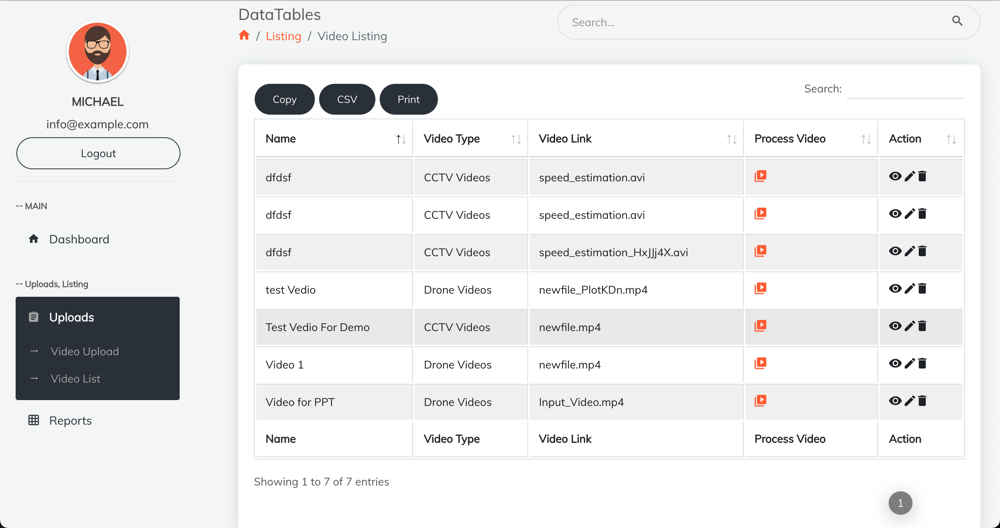 MICHAEL
info@example.com
Logout
-- MAIN
Dashboard
-- Uploads, Listing
Uploads
Video Upload
Video List
Reports
DataTables
/ Listing / Video Listing
Search...
Copy CSV Print
Search:
Name Video Type Video Link Process Video Action
dfdsf CCTV Videos speed_estimation.avi
dfdsf CCTV Videos speed_estimation.avi
dfdsf CCTV Videos speed_estimation_HxJJj4X.avi
test Vedio Drone Videos newfile_PlotKDn.mp4
Test Vedio For Demo CCTV Videos newfile.mp4
Video 1 Drone Videos newfile.mp4
Video for PPT Drone Videos Input_Video.mp4
Name Video Type Video Link Process Video Action
Showing 1 to 7 of 7 entries
1